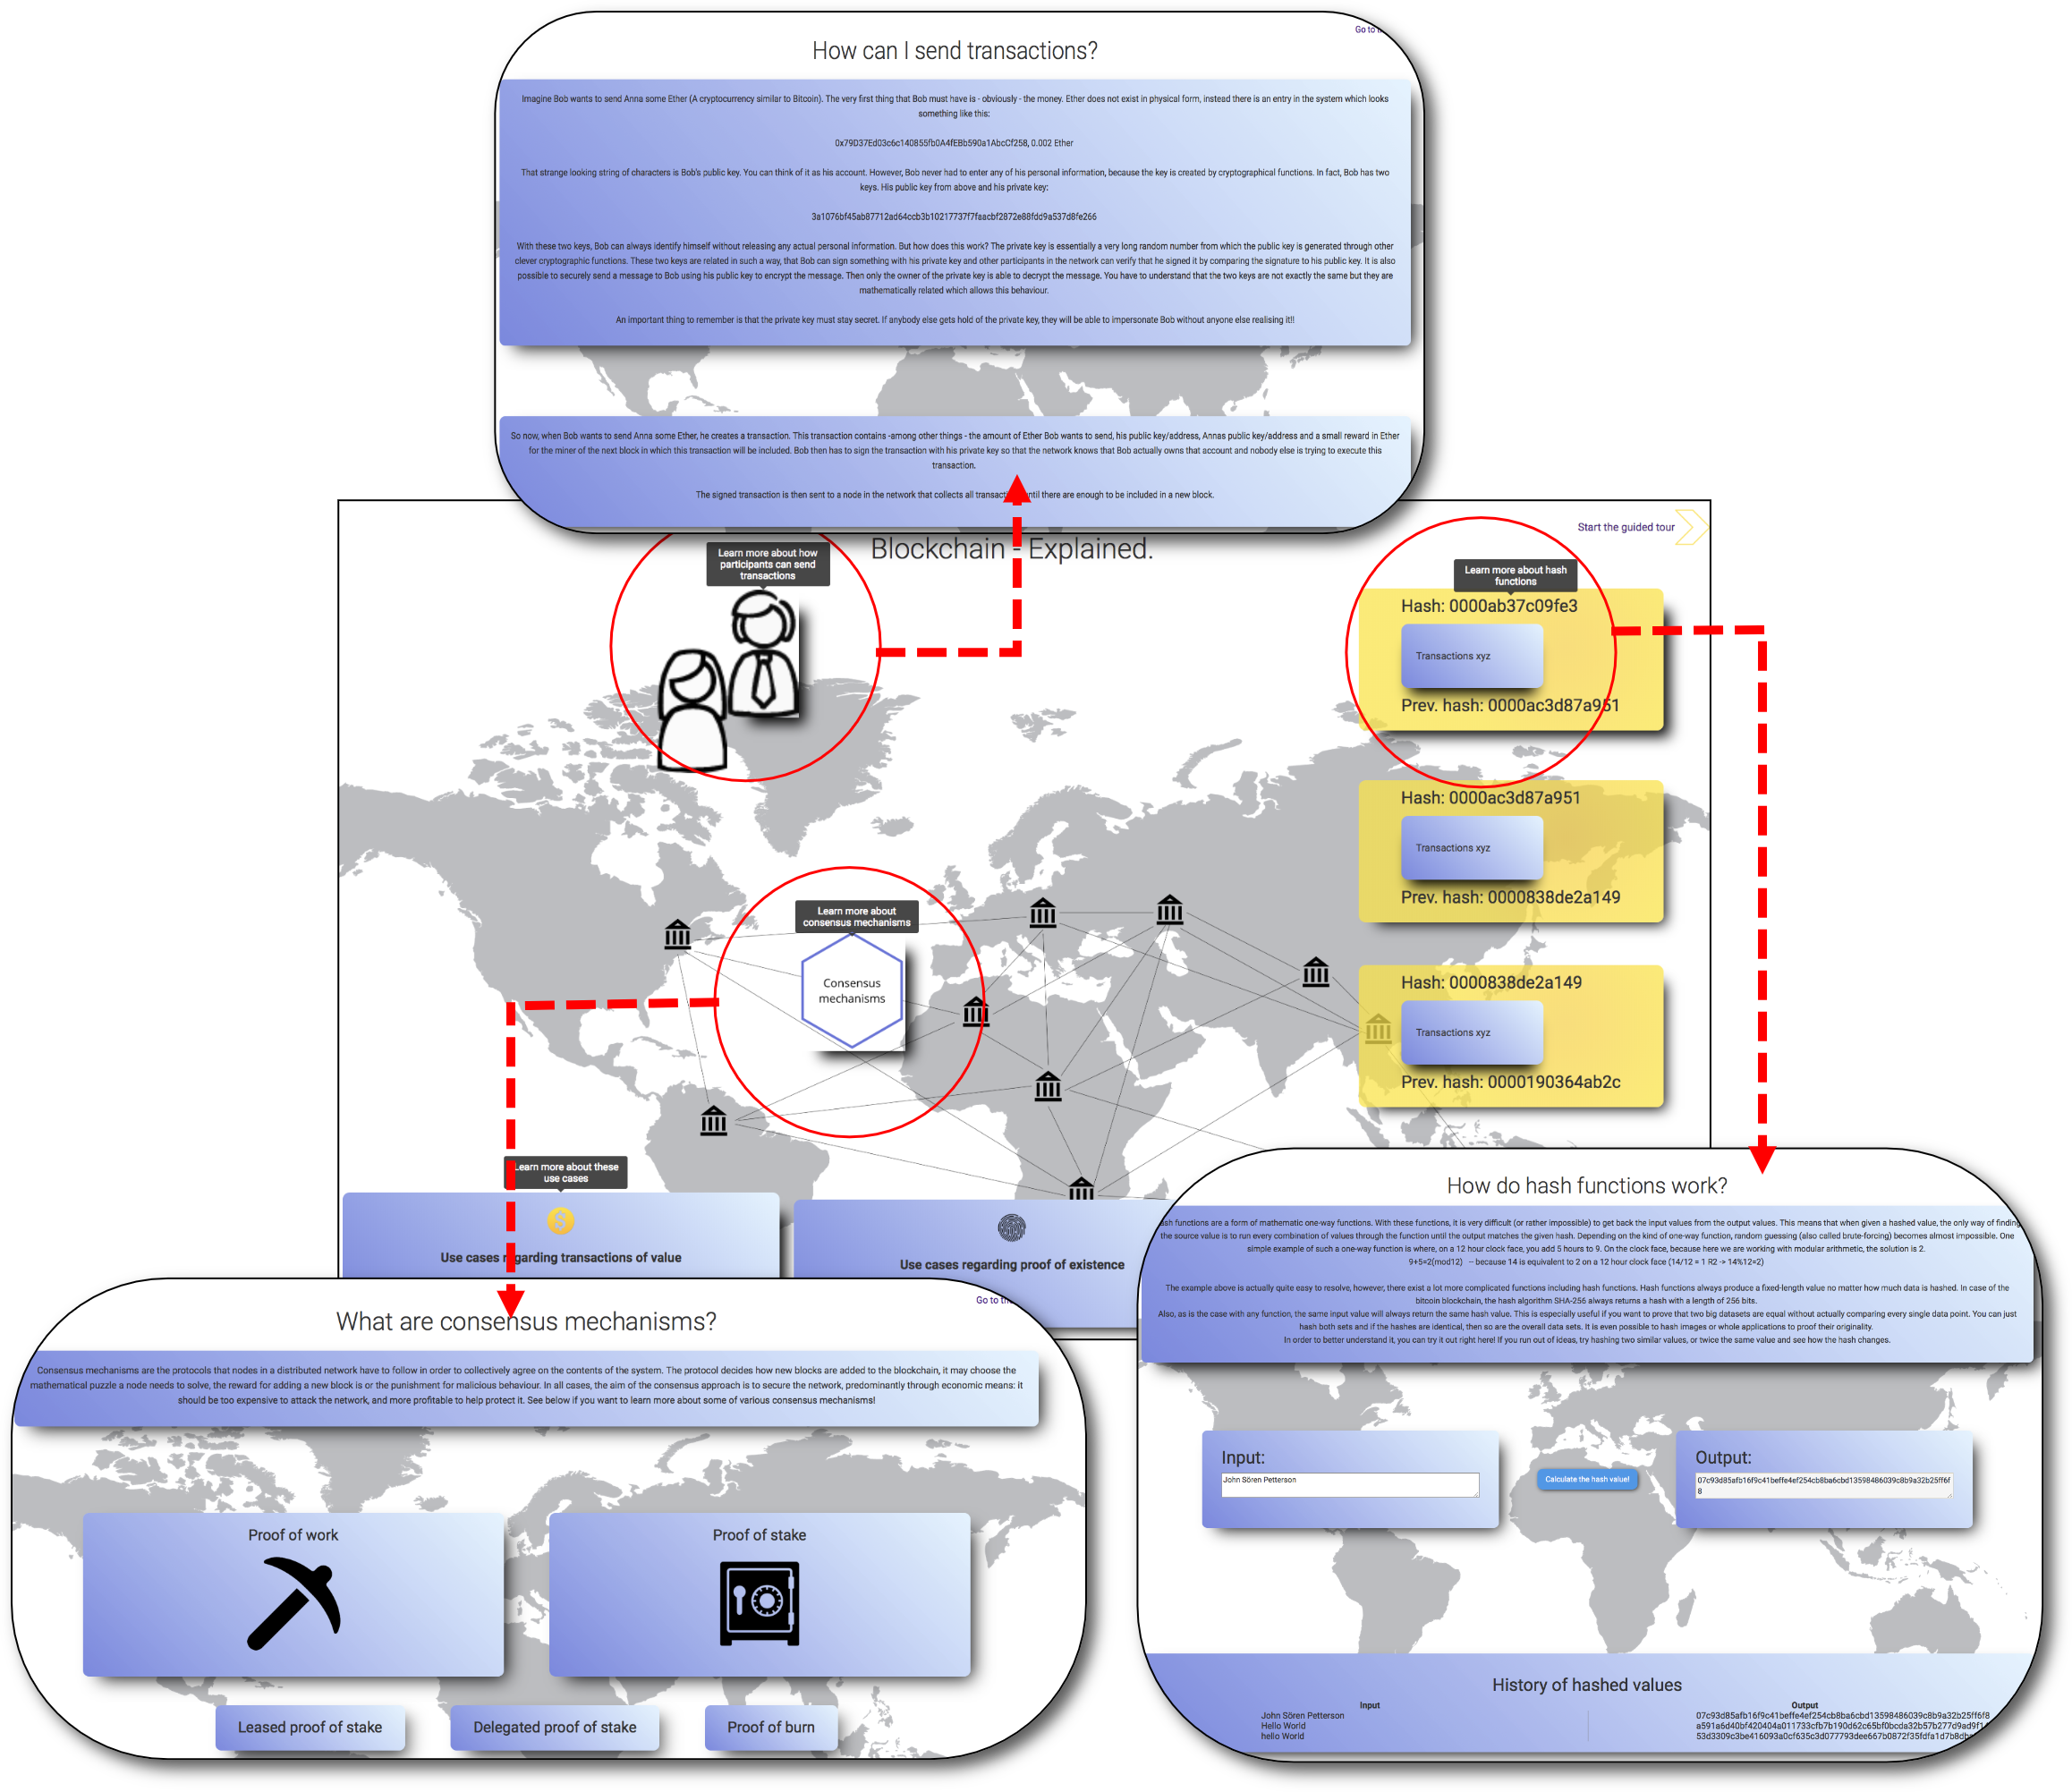 Go to t
How can I send transactions?
Imagine Bob wants to send Anna some Ether (A cryptocurrency similar to Bitcoin). The very first thing that Bob must have is - obviously - the money. Ether does not exist in physical form, instead there is an entry in the system which looks
something like this:
0x79D37Ed03c6c140855fb0A4fEBb590a1AbcCf258, 0.002 Ether
That strange looking string of characters is Bob's public key. You can think of it as his account. However, Bob never had to enter any of his personal information, because the key is created by cryptographical functions. In fact, Bob has two
keys. His public key from above and his private key:
3a1076bf45ab87712ad64ccb3b10217737f7faacbf2872e88fdd9a537d8fe266
With these two keys, Bob can always identify himself without releasing any actual personal information. But how does this work? The private key is essentially a very long random number from which the public key is generated through other
clever cryptographic functions. These two keys are related in such a way, that Bob can sign something with his private key and other participants in the network can verify that he signed it by comparing the signature to his public key. It is also
possible to securely send a message to Bob using his public key to encrypt the message. Then only the owner of the private key is able to decrypt the message. You have to understand that the two keys are not exactly the same but they are
mathematically related which allows this behaviour.
An important thing to remember is that the private key must stay secret. If anybody else gets hold of the private key, they will be able to impersonate Bob without anyone else realising it!!
So now, when Bob wants to send Anna some Ether, he creates a transaction. This transaction contains -among other things - the amount of Ether Bob wants to send, his public key/address, Annas public key/address and a small reward in Ether
for the miner of the next block in which this transaction will be included. Bob then has to sign the transaction with his private key so that the network knows that Bob actually owns that account and nobody else is trying to execute this
transaction.
The signed transaction is then sent to a node in the network that collects all transac until there are enough to be included in a new block.
Start the guided tour
Blockchain - Explained.
Learn more about how
participants can send
transactions
Learn more about hash
functions
Hash: 0000ab37c09fe3
Transactions xyz
Prev. hash: 0000ac3d87a951
Hash: 0000ac3d87a951
Transactions xyz
Prev. hash: 0000838de2a149
Learn more about
consensus mechanisms
Consensus
mechanisms
Hash: 0000838de2a149
Transactions xyz
Prev. hash: 0000190364ab2c
Learn more about these
use cases
Use cases regarding transactions of value
Use cases regarding proof of existence
Go to th
What are consensus mechanisms?
Consensus mechanisms are the protocols that nodes in a distributed network have to follow in order to collectively agree on the contents of the system. The protocol decides how new blocks are added to the blockchain, it may choose the
mathematical puzzle a node needs to solve, the reward for adding a new block is or the punishment for malicious behaviour. In all cases, the aim of the consensus approach is to secure the network, predominantly through economic means: it
should be too expensive to attack the network, and more profitable to help protect it. See below if you want to learn more about some of various consensus mechanisms!
Proof of work
Proof of stake
Leased proof of stake
Delegated proof of stake
Proof of burn
How do hash functions work?
ash functions are a form of mathematic one-way functions. With these functions, it is very difficult (or rather impossible) to get back the input values from the output values. This means that when given a hashed value, the only way of finding
the source value is to run every combination of values through the function until the output matches the given hash. Depending on the kind of one-way function, random guessing (also called brute-forcing) becomes almost impossible. One
simple example of such a one-way function is where, on a 12 hour clock face, you add 5 hours to 9. On the clock face, because here we are working with modular arithmetic, the solution is 2.
9+5=2(mod12) -- because 14 is equivalent to 2 on a 12 hour clock face (14/12 = 1 R2 -> 14%12=2)
The example above is actually quite easy to resolve, however, there exist a lot more complicated functions including hash functions. Hash functions always produce a fixed-length value no matter how much data is hashed. In case of the
bitcoin blockchain, the hash algorithm SHA-256 always returns a hash with a length of 256 bits.
Also, as is the case with any function, the same input value will always return the same hash value. This is especially useful if you want to prove that two big datasets are equal without actually comparing every single data point. You can just
hash both sets and if the hashes are identical, then so are the overall data sets. It is even possible to hash images or whole applications to proof their originality.
In order to better understand it, you can try it out right here! If you run out of ideas, try hashing two similar values, or twice the same value and see how the hash changes.
Input:
John Sören Petterson
Calculate the hash value!
Output:
07c93d85afb16f9c41beffe4ef254cb8ba6cbd13598486039c8b9a32b25ff6f
8
History of hashed values
Input
Output
John Sören Petterson
07c93d85afb16f9c41beffe4ef254cb8ba6cbd13598486039c8b9a32b25ff6f8
Hello World
a591a6d40bf420404a011733cfb7b190d62c65bf0bcda32b57b277d9ad9f1
hello World
53d3309c3be416093a0cf635c3d077793dee667b0872f35fdfa1d7b8db